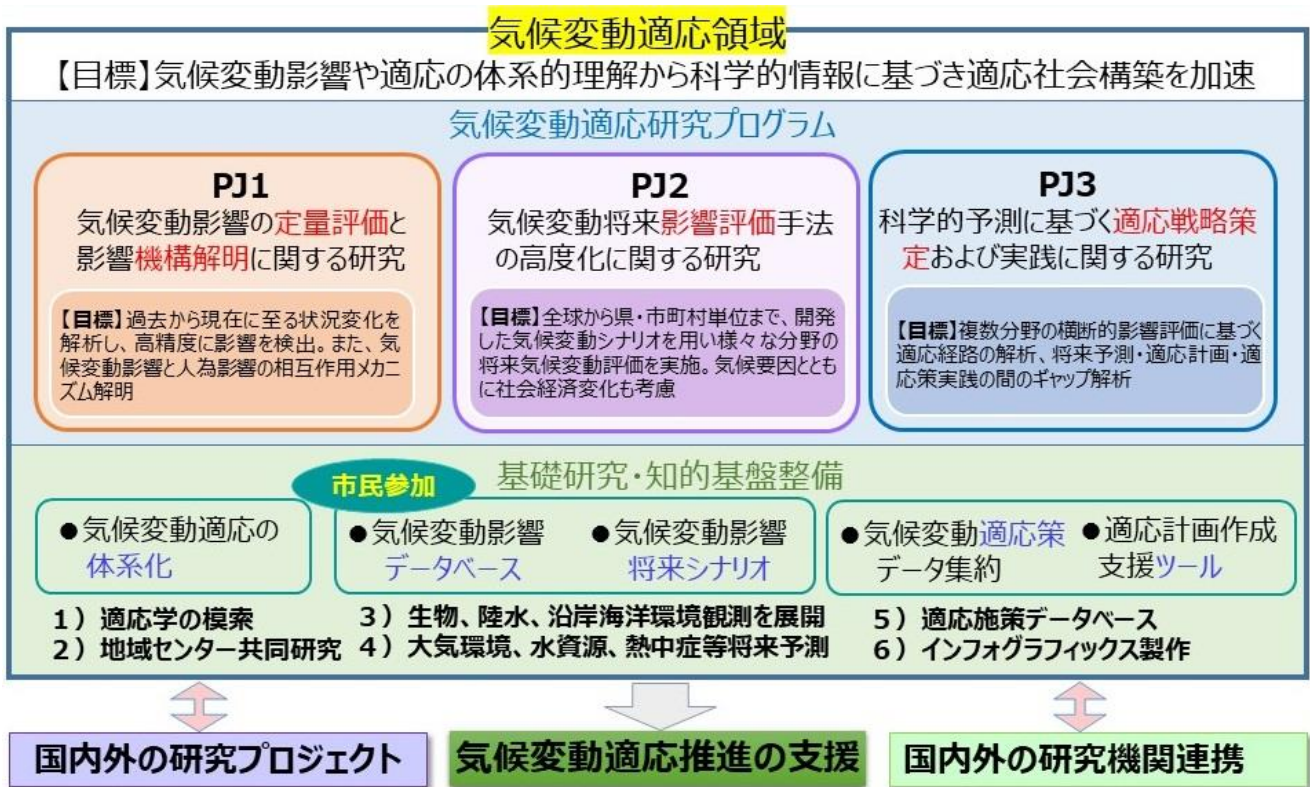 気候変動適応領域
【目標】気候変動影響や適応の体系的理解から科学的情報に基づき適応社会構築を加速
気候変動適応研究プログラム
PJ1
気候変動影響の定量評価と
影響機構解明に関する研究
【目標】過去から現在に至る状況変化を
解析し、高精度に影響を検出。また、気
候変動影響と人為影響の相互作用メカニ
ズム解明
PJ2
気候変動将来影響評価手法
の高度化に関する研究
【目標】全球から県・市町村単位まで、開発
した気候変動シナリオを用い様々な分野の
将来気候変動評価を実施。気候要因ととも
に社会経済変化も考慮
PJ3
科学的予測に基づく適応戦略策
定および実践に関する研究
【目標】複数分野の横断的影響評価に基づく
適応経路の解析、将来予測・適応計画・適
応策実践の間のギャップ解析
基礎研究・知的基盤整備
市民参加
●気候変動適応の
体系化
●気候変動影響
データベース
●気候変動影響
将来シナリオ
●気候変動適応策
データ集約
●適応計画作成
支援ツール
1）適応学の模索
2）地域センター共同研究
3）生物、陸水、沿岸海洋環境観測を展開
4）大気環境、水資源、熱中症等将来予測
5）適応施策データベース
6）インフォグラフィックス製作
国内外の研究プロジェクト
気候変動適応推進の支援
国内外の研究機関連携